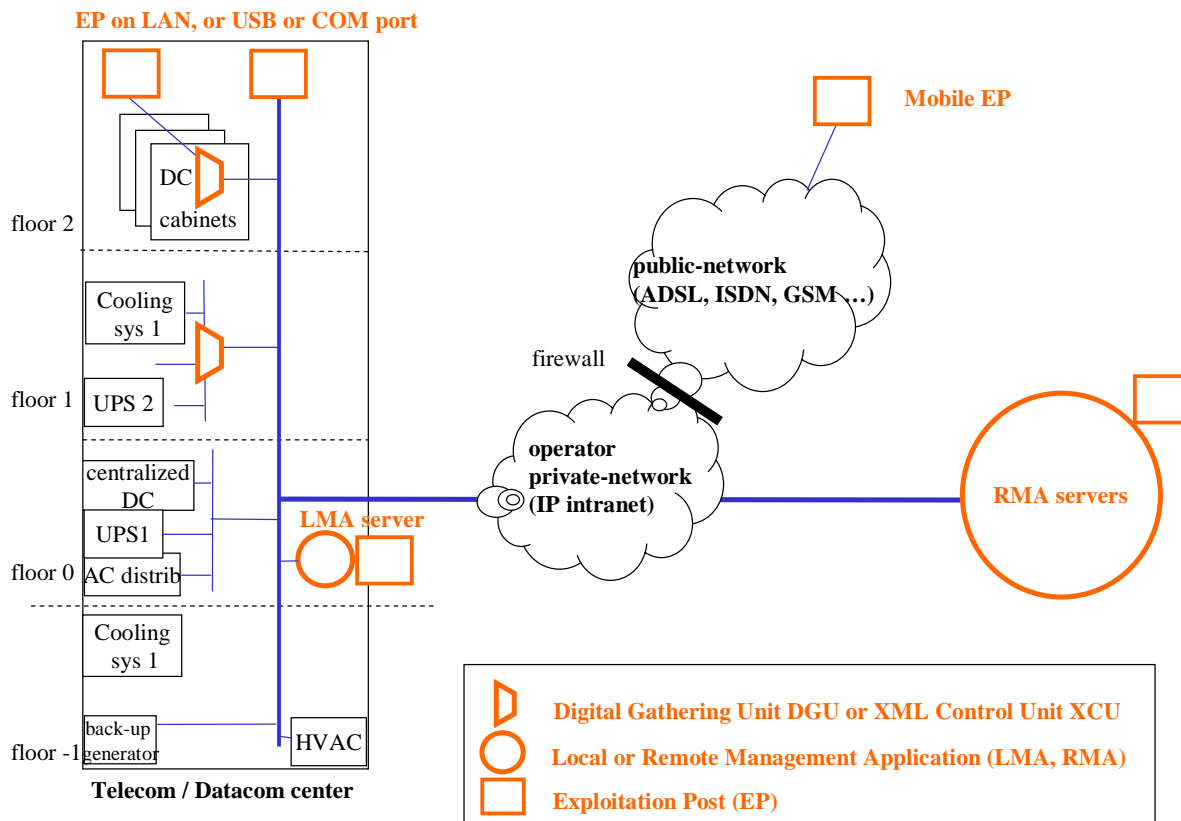 EP on LAN, or USB or COM port
Mobile EP
DC
cabinets
floor 2
public-network
(ADSL, ISDN, GSM …)
Cooling
sys 1
firewall
floor 1
UPS 2
operator
private-network
(IP intranet)
centralized
DC
RMA servers
LMA server
UPS1
floor 0
AC distrib
Cooling
sys 1
Digital Gathering Unit DGU or XML Control Unit XCU
back-up
generator
HVAC
floor -1
Local or Remote Management Application (LMA, RMA)
Telecom / Datacom center
Exploitation Post (EP)